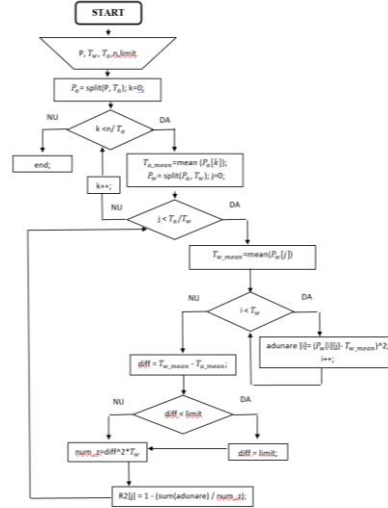 START
P, T_w, T_a, n, limit
P_a= split(P, T_a); k=0;
NU
k <n/ T_a
DA
end;
T_a_mean=mean (P_a[k]);
P_w= split(P_a, T_w); j=0;
k++;
NU
j < T_a/T_w
DA
T_w_mean=mean(P_w[j])
NU
i < T_w
DA
adunare [i]= (P_w[i][j]- T_w_mean)^2;
i++;
diff = T_w_mean - T_a_mean;
NU
diff < limit
DA
num_z=diff^2*T_w
diff = limit;
R2[j] = 1 - (sum(adunare) / num_z);